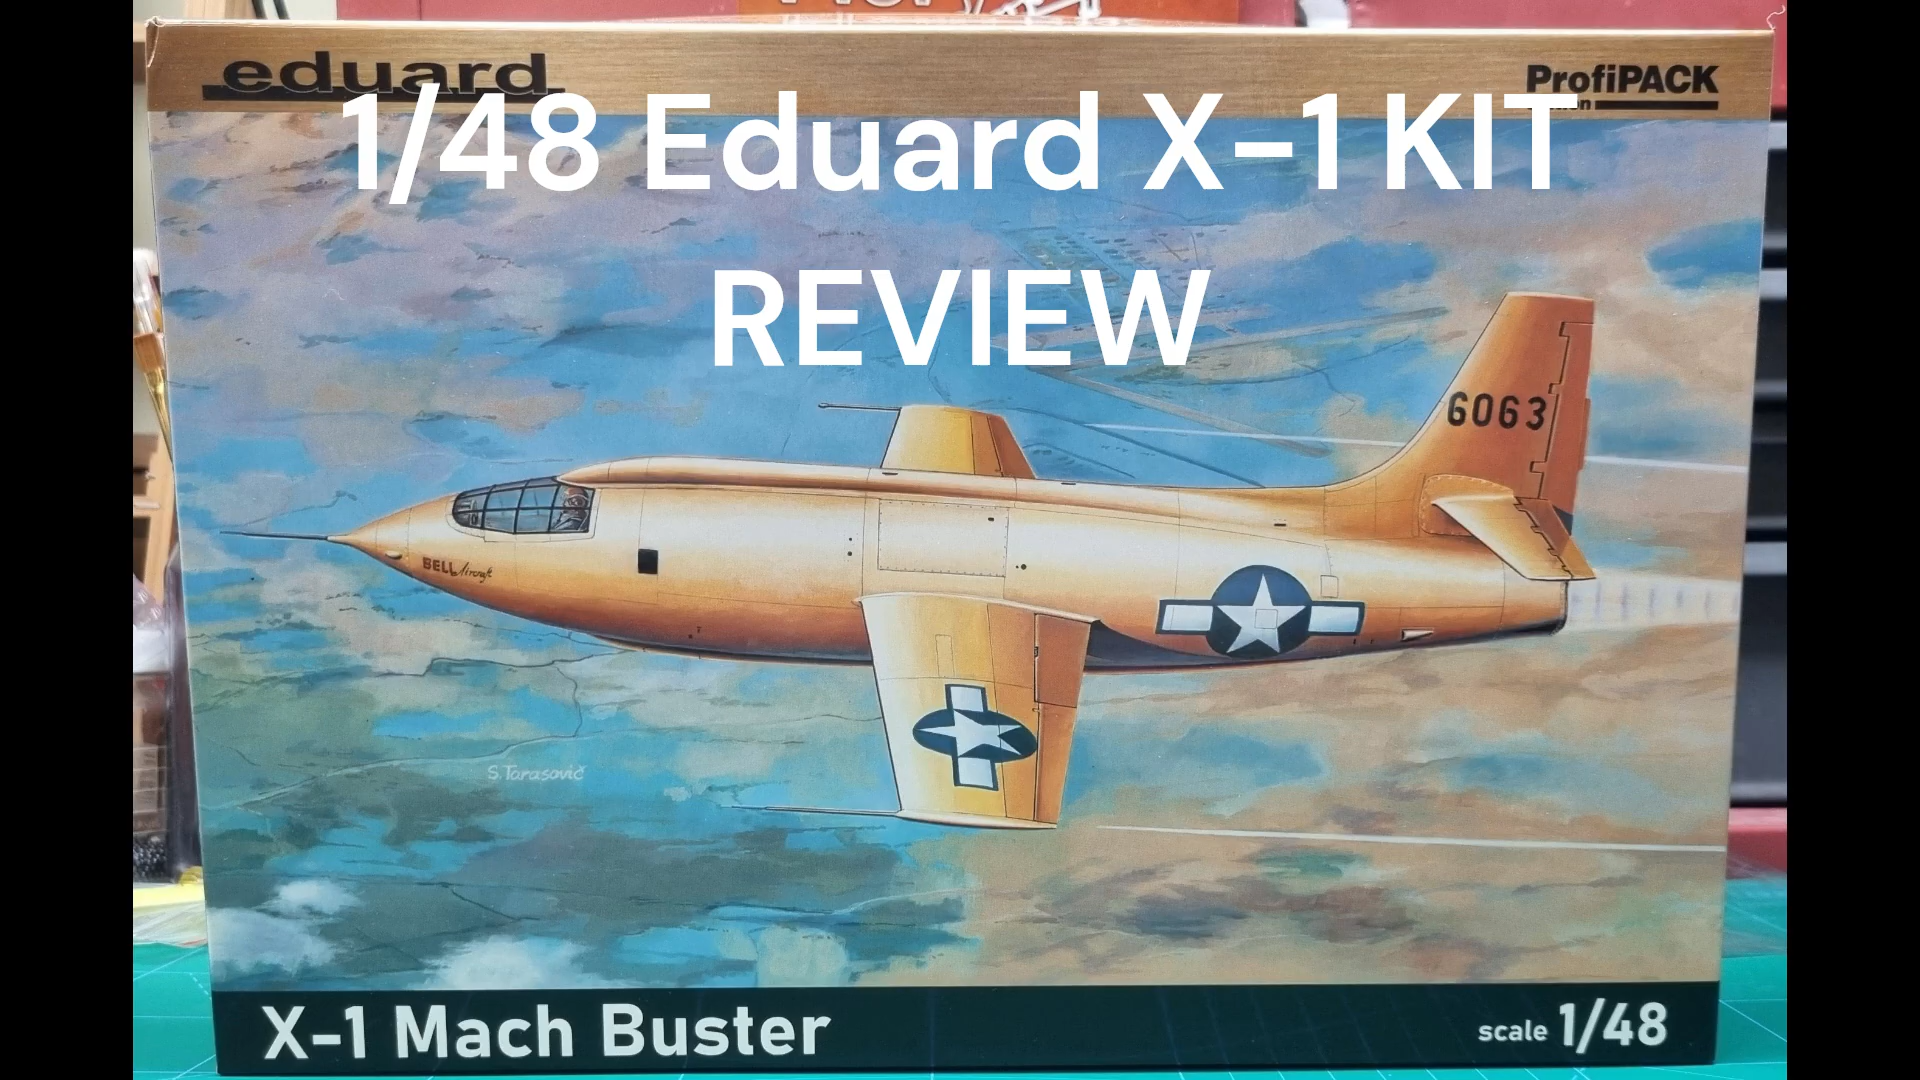 eduard
ProfiPACK
1/48 Eduard X-1 KIT
REVIEW
6063
BELL Aircraft
S.Tarasovič
X-1 Mach Buster
scale 1/48